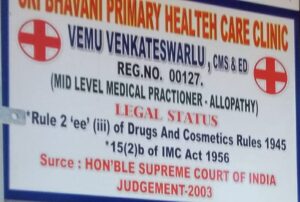 SRI BHAVANI PRIMARY HEALTEH CARE CLINIC
VEMU VENKATESWARLU, CMS & ED
REG.NO. 00127.
(MID LEVEL MEDICAL PRACTIONER - ALLOPATHY)
LEGAL STATUS
*Rule 2 'ee' (iii) of Drugs And Cosmetics Rules 1945
*15(2)b of IMC Act 1956
Surce : HON'BLE SUPREME COURT OF INDIA
JUDGEMENT-2003